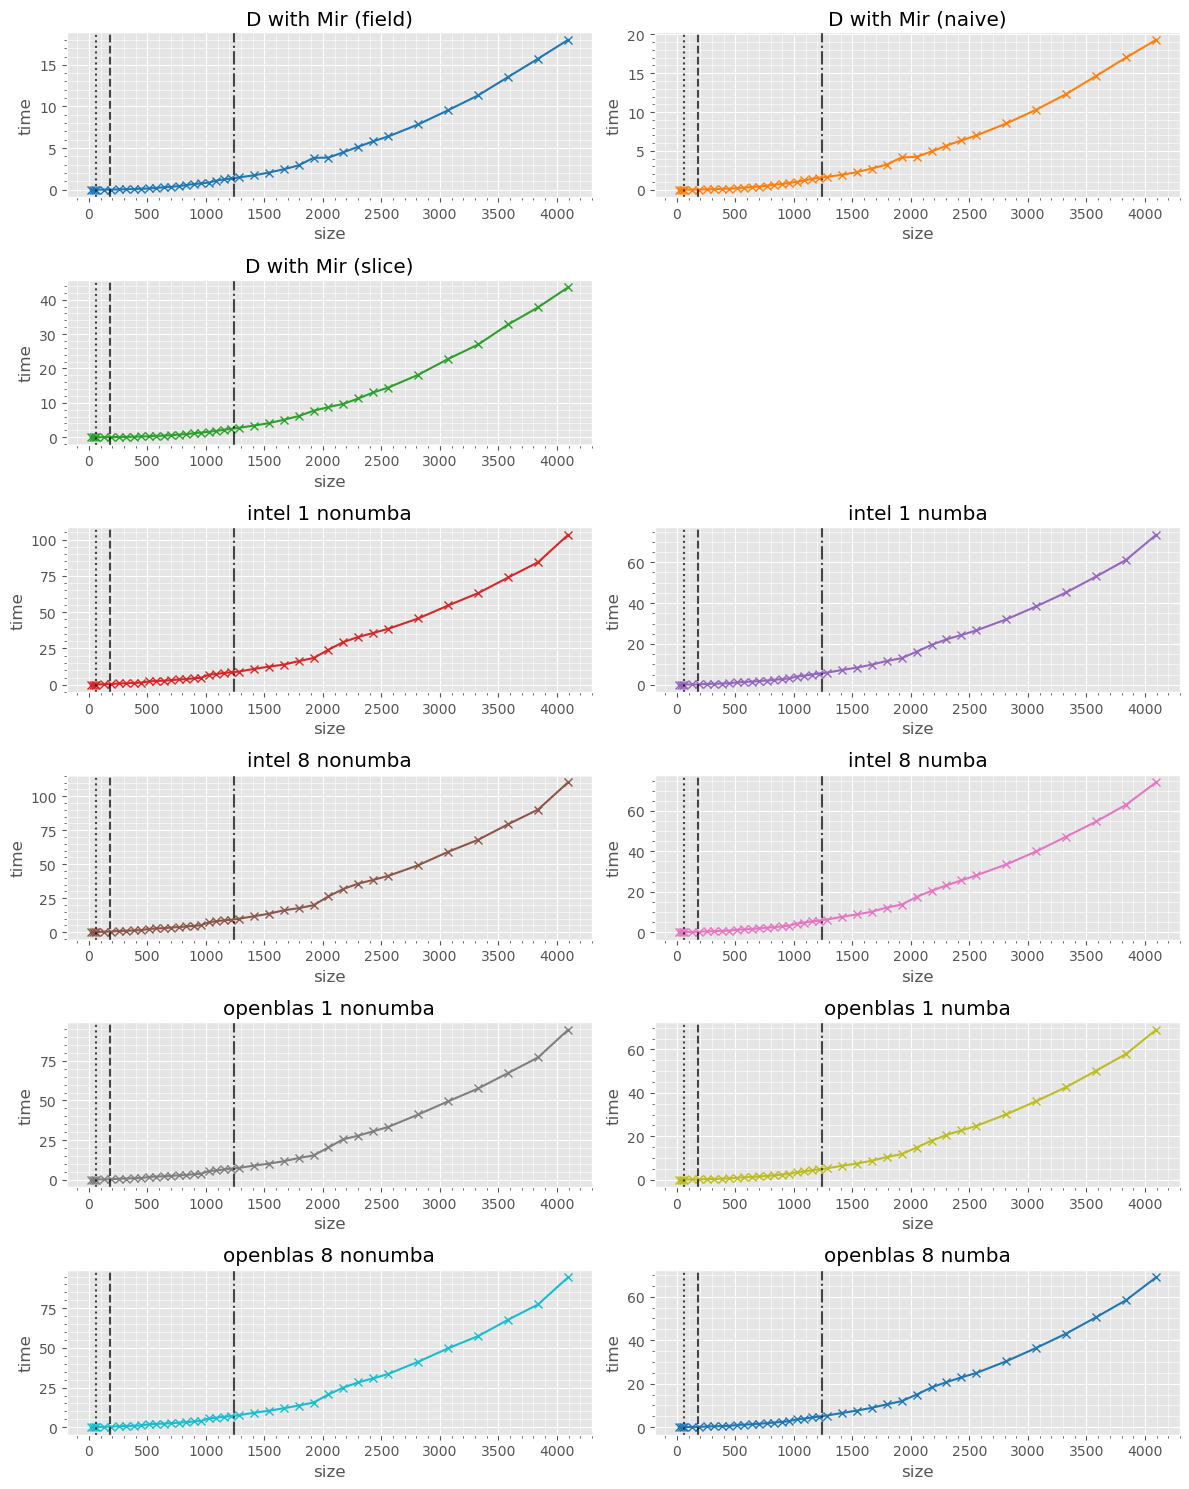 D with Mir (field)
time
15
10
5
0
0 500 1000 1500 2000 2500 3000 3500 4000
size
D with Mir (naive)
time
20
15
10
5
0
0 500 1000 1500 2000 2500 3000 3500 4000
size
D with Mir (slice)
time
40
30
20
10
0
0 500 1000 1500 2000 2500 3000 3500 4000
size
intel 1 nonumba
time
100
75
50
25
0
0 500 1000 1500 2000 2500 3000 3500 4000
size
intel 1 numba
time
60
40
20
0
0 500 1000 1500 2000 2500 3000 3500 4000
size
intel 8 nonumba
time
100
75
50
25
0
0 500 1000 1500 2000 2500 3000 3500 4000
size
intel 8 numba
time
60
40
20
0
0 500 1000 1500 2000 2500 3000 3500 4000
size
openblas 1 nonumba
time
75
50
25
0
0 500 1000 1500 2000 2500 3000 3500 4000
size
openblas 1 numba
time
60
40
20
0
0 500 1000 1500 2000 2500 3000 3500 4000
size
openblas 8 nonumba
time
75
50
25
0
0 500 1000 1500 2000 2500 3000 3500 4000
size
openblas 8 numba
time
60
40
20
0
0 500 1000 1500 2000 2500 3000 3500 4000
size